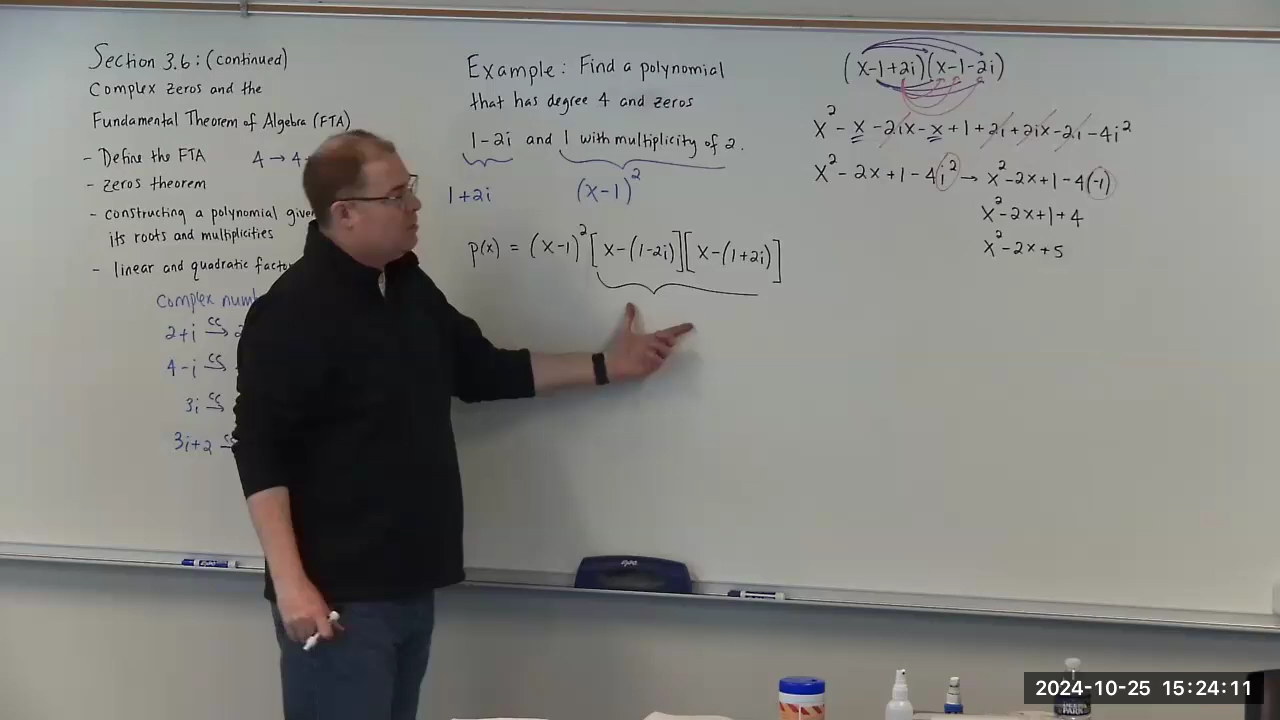 Section 3.6: (continued)
Complex zeros and the
Fundamental Theorem of Algebra (FTA)
- Define the FTA 4 → 4
- zeros theorem
- constructing a polynomial given
its roots and multiplicities
- linear and quadratic
Complex
2+i cc→
4-i cc→
3i cc→
3i+2 cc→
Example: Find a polynomial
that has degree 4 and zeros
1-2i and 1 with multiplicity of 2.
1+2i (x-1)²
p(x) = (x-1)²[x-(1-2i)][x-(1+2i)]
(x-1+2i)(x-1-2i)
x² - x - 2ix - x + 1 + 2i + 2ix - 2i - 4i²
x² - 2x + 1 - 4i² → x² - 2x + 1 - 4(-1)
x² - 2x + 1 + 4
x² - 2x + 5
EXPO
2024-10-25 15:24:11